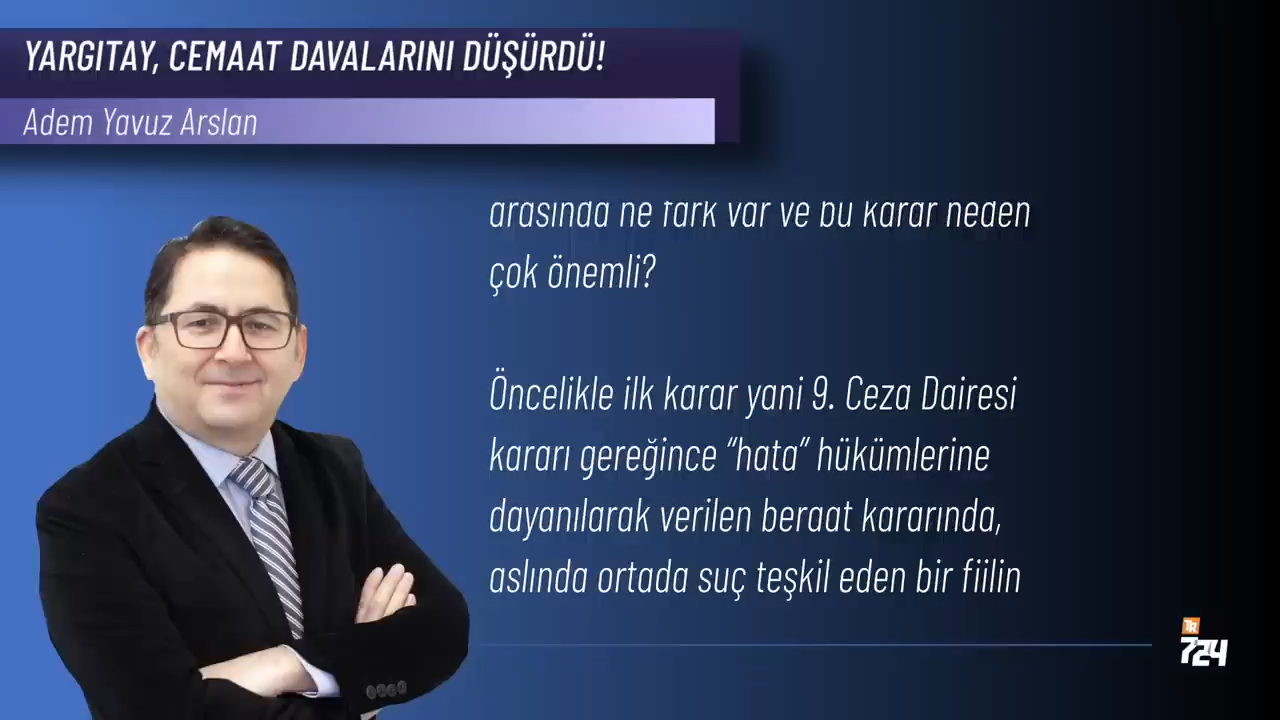 YARGITAY, CEMAAT DAVALARINI DÜŞÜRDÜ!
Adem Yavuz Arslan
arasında ne fark var ve bu karar neden
çok önemli?
Öncelikle ilk karar yani 9. Ceza Dairesi
kararı gereğince “hata” hükümlerine
dayanılarak verilen beraat kararında,
aslında ortada suç teşkil eden bir fiilin
TR
724